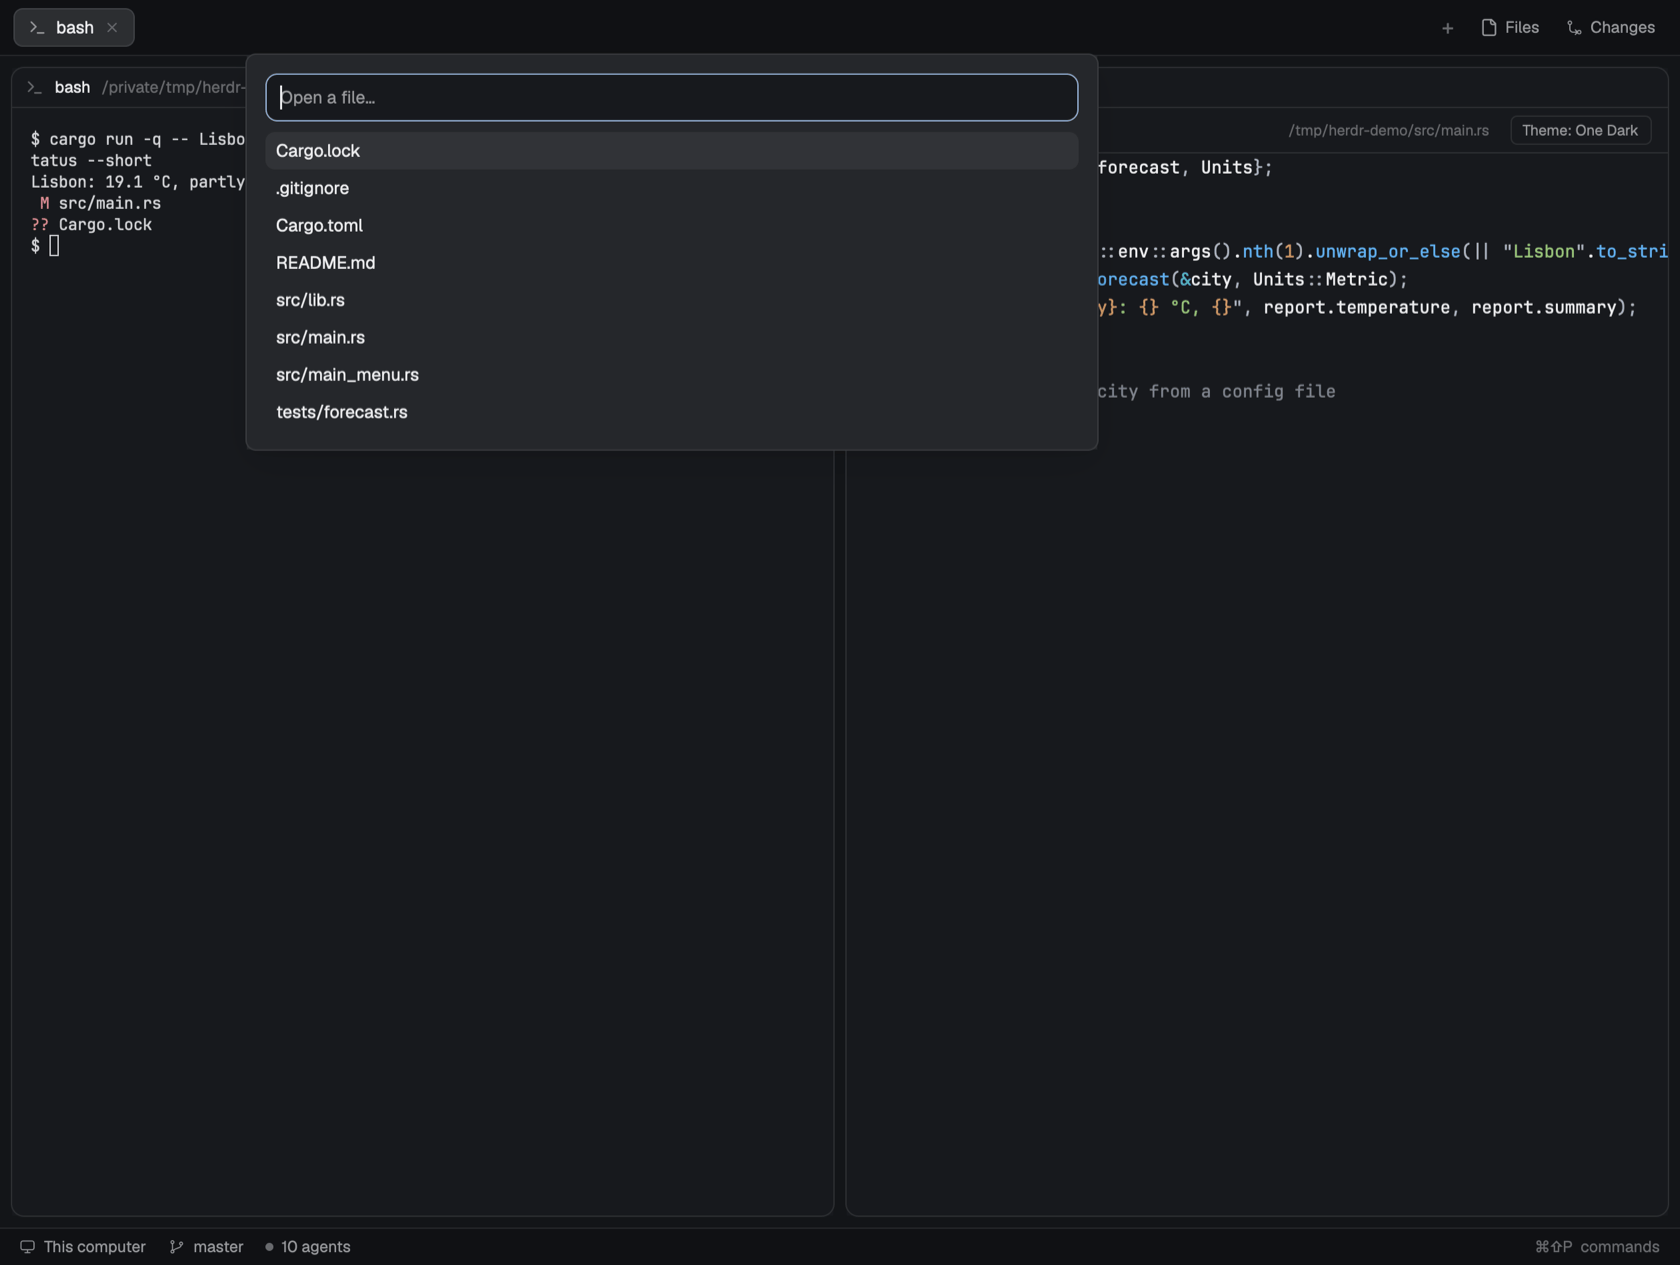 bash
Files
Changes
bash /private/tmp/herdr-
$ cargo run -q -- Lisbo
tatus --short
Lisbon: 19.1 °C, partly
M src/main.rs
?? Cargo.lock
$
Open a file...
Cargo.lock
.gitignore
Cargo.toml
README.md
src/lib.rs
src/main.rs
src/main_menu.rs
tests/forecast.rs
/tmp/herdr-demo/src/main.rs
Theme: One Dark
forecast, Units};
::env::args().nth(1).unwrap_or_else(|| "Lisbon".to_stri
orecast(&city, Units::Metric);
y}: {} °C, {}", report.temperature, report.summary);
city from a config file
This computer
master
10 agents
⌘⇧P commands